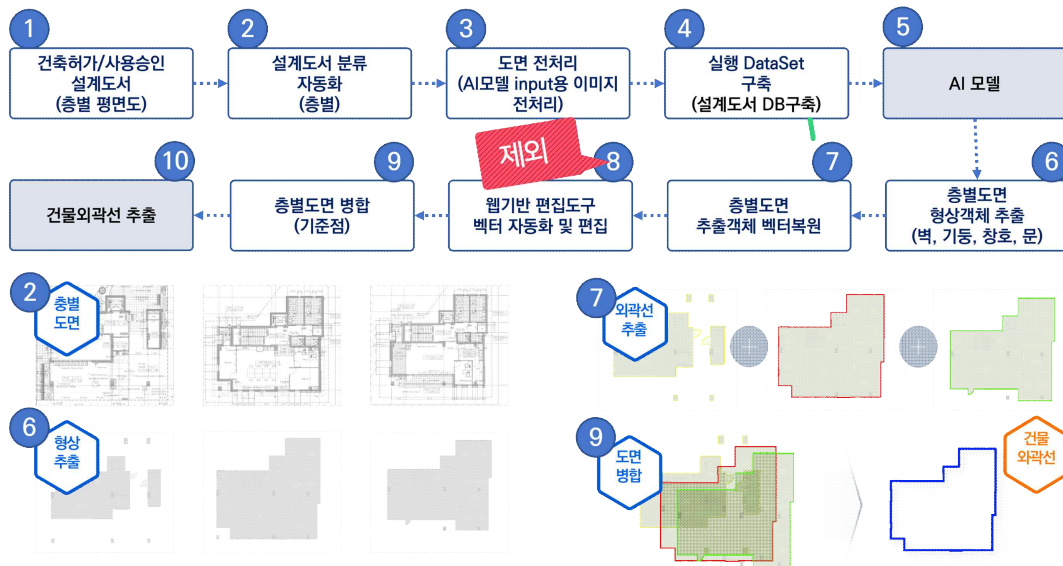 1
건축허가/사용승인
설계도서
(층별 평면도)
2
설계도서 분류
자동화
(층별)
3
도면 전처리
(AI모델 input용 이미지
전처리)
4
실행 DataSet
구축
(설계도서 DB구축)
5
AI 모델
10
건물외곽선 추출
9
층별도면 병합
(기준점)
제외
8
웹기반 편집도구
벡터 자동화 및 편집
7
층별도면
추출객체 벡터복원
6
층별도면
형상객체 추출
(벽, 기둥, 창호, 문)
2
층별
도면
7
외곽선
추출
6
형상
추출
9
도면
병합
건물
외곽선